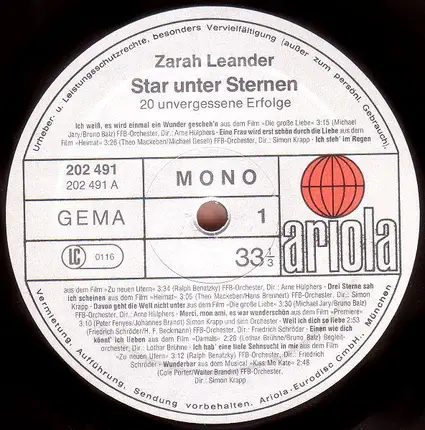 Urheber- u. Leistungsschutzrechte, besonders Vervielfältigung (außer zum persönl. Gebrauch),
Zarah Leander
Star unter Sternen
20 unvergessene Erfolge
Ich weiß, es wird einmal ein Wunder gescheh'n aus dem Film «Die große Liebe» 3:15 (Michael
Jary/Bruno Balz) FFB-Orchester, Dir.: Arne Hülphers - Eine Frau wird erst schön durch die Liebe aus dem
Film «Heimat» 3:28 (Theo Mackeben/Michael Gesell) FFB-Orchester, Dir.: Simon Krapp - Ich steh' im Regen
202 491
202 491 A
MONO
GEMA
1
LC 0116
33 1/3
ariola
aus dem Film «Zu neuen Ufern» 3:34 (Ralph Benatzky) FFB-Orchester, Dir.: Arne Hülphers - Drei Sterne sah
ich scheinen aus dem Film «Heimat» 3:05 (Theo Mackeben/Hans Brennert) FFB-Orchester, Dir.: Simon
Krapp - Davon geht die Welt nicht unter aus dem Film «Die große Liebe» 3:30 (Michael Jary/Bruno Balz)
FFB-Orchester, Dir.: Arne Hülphers - Merci, mon ami, es war wunderschön aus dem Film «Premiere»
3:10 (Peter Fenyes/Johannes Brandt) Simon Krapp und sein Orchester - Weil ich dich so liebe 2:53
(Friedrich Schröder/H. F. Beckmann) FFB-Orchester, Dir.: Friedrich Schröder - Einen wie dich
könnt' ich lieben aus dem Film «Damals» 2:26 (Lothar Brühne/Bruno Balz) Begleit-
orchester, Dir.: Lothar Brühne - Ich hab' eine tiefe Sehnsucht in mir aus dem Film
«Zu neuen Ufern» 3:12 (Ralph Benatzky) FFB-Orchester, Dir.: Friedrich
Schröder - Wunderbar aus dem Musical «Kiss Me Kate» 2:48
(Cole Porter/Walter Brandin) FFB-Orchester,
Dir.: Simon Krapp
Vermietung, Aufführung, Sendung vorbehalten. Ariola-Eurodisc GmbH., München